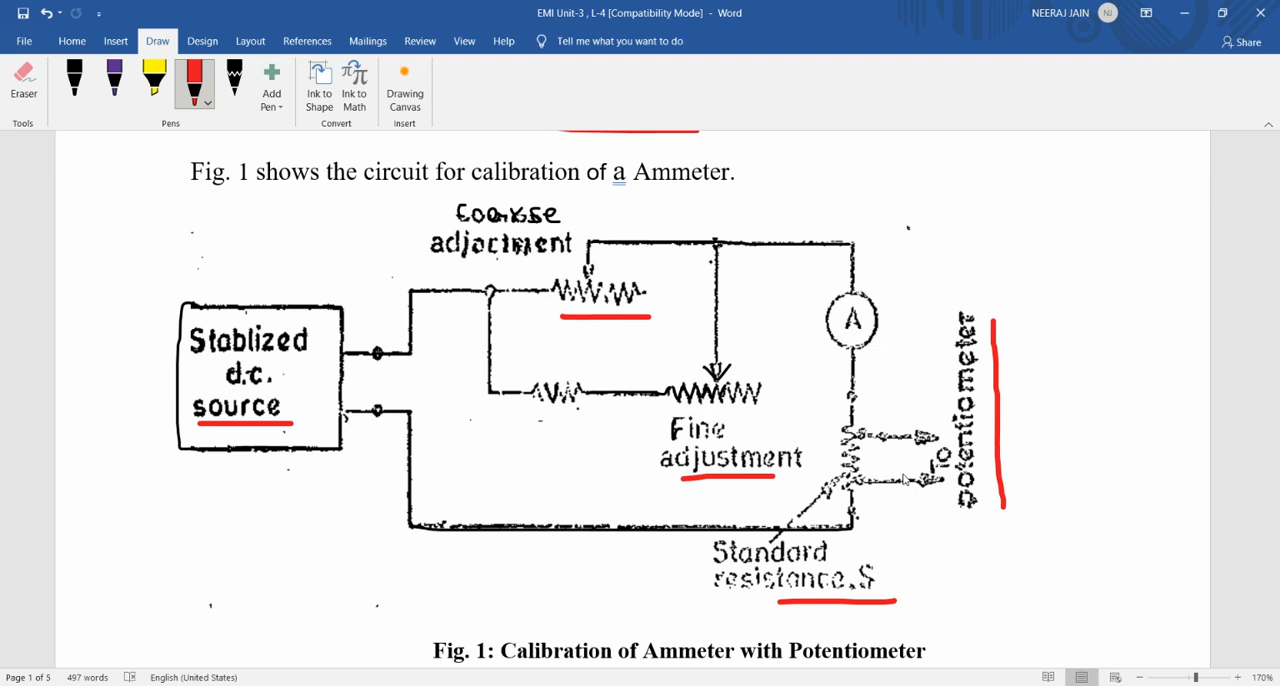 EMI Unit-3 , L-4 [Compatibility Mode] - Word
NEERAJ JAIN
NJ
File Home Insert Draw Design Layout References Mailings Review View Help Tell me what you want to do
Share
Eraser
Add
Pen
Ink to
Shape
Ink to
Math
Drawing
Canvas
Tools
Pens
Convert
Insert
Fig. 1 shows the circuit for calibration of a Ammeter.
Coarse
adjustment
Stablized
d.c.
source
A
Fine
adjustment
To
potentiometer
Standard
resistance,S
Fig. 1: Calibration of Ammeter with Potentiometer
Page 1 of 5 497 words English (United States)
170%